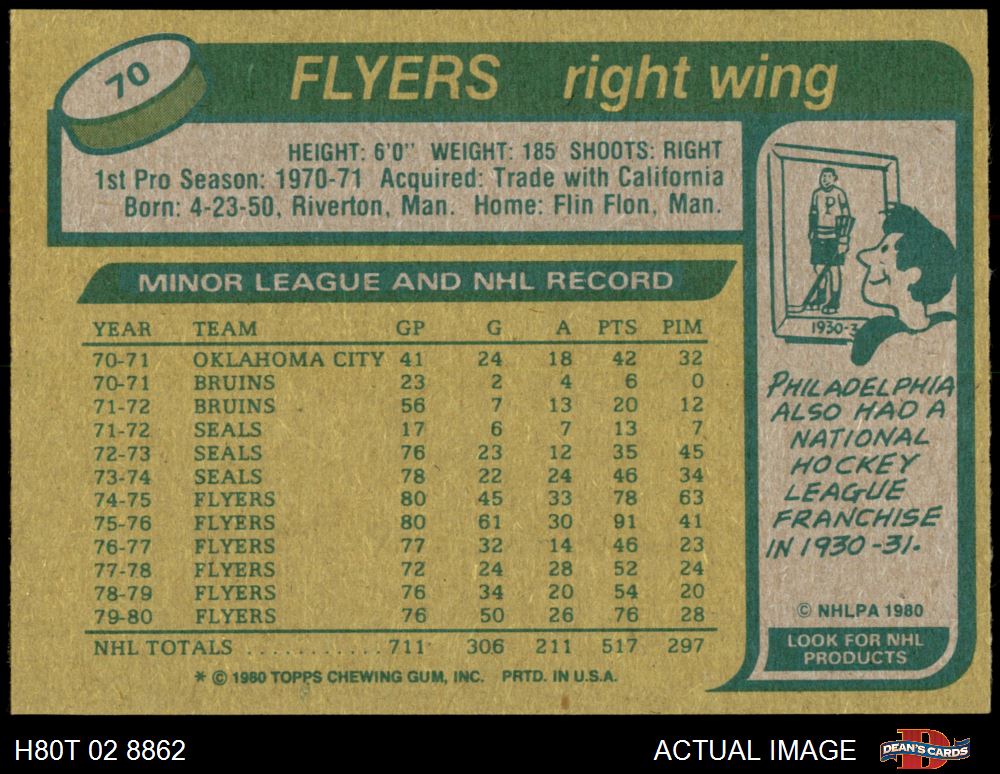 70
FLYERS right wing
HEIGHT: 6'0" WEIGHT: 185 SHOOTS: RIGHT
1st Pro Season: 1970-71 Acquired: Trade with California
Born: 4-23-50, Riverton, Man. Home: Flin Flon, Man.
MINOR LEAGUE AND NHL RECORD
YEAR TEAM GP G A PTS PIM
70-71 OKLAHOMA CITY 41 24 18 42 32
70-71 BRUINS 23 2 4 6 0
71-72 BRUINS 56 7 13 20 12
71-72 SEALS 17 6 7 13 7
72-73 SEALS 76 23 12 35 45
73-74 SEALS 78 22 24 46 34
74-75 FLYERS 80 45 33 78 63
75-76 FLYERS 80 61 30 91 41
76-77 FLYERS 77 32 14 46 23
77-78 FLYERS 72 24 28 52 24
78-79 FLYERS 76 34 20 54 20
79-80 FLYERS 76 50 26 76 28
NHL TOTALS ............ 711 306 211 517 297
* © 1980 TOPPS CHEWING GUM, INC. PRTD. IN U.S.A.
P
1930-3
PHILADELPHIA
ALSO HAD A
NATIONAL
HOCKEY
LEAGUE
FRANCHISE
IN 1930-31.
© NHLPA 1980
LOOK FOR NHL
PRODUCTS
H80T 02 8862
ACTUAL IMAGE
D
DEAN'S CARDS